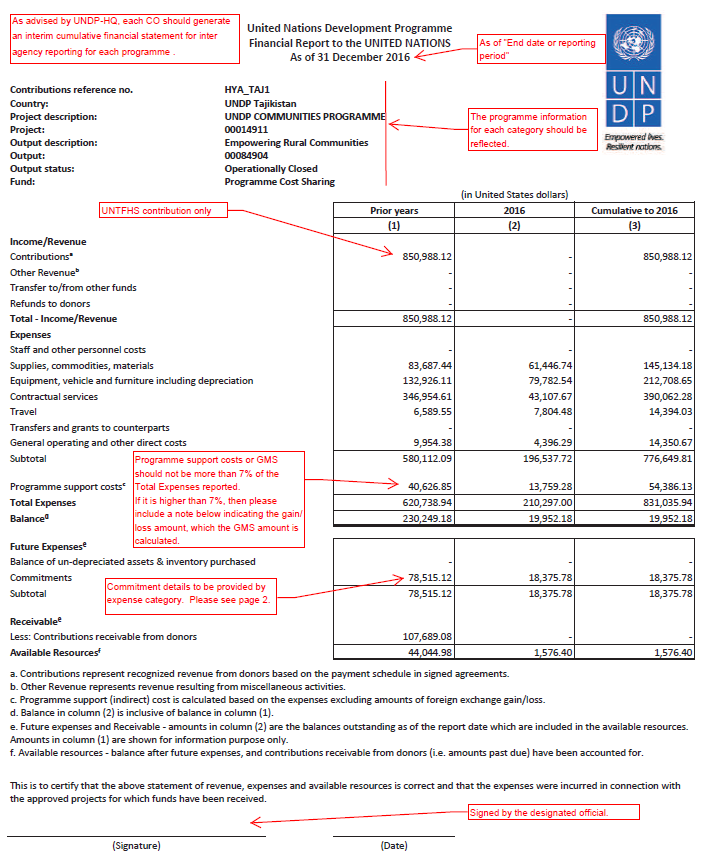 As advised by UNDP-HQ, each CO should generate
an interim cumulative financial statement for inter
agency reporting for each programme .
United Nations Development Programme
Financial Report to the UNITED NATIONS
As of 31 December 2016
As of "End date or reporting
period"
U N
D P
Empowered lives.
Resilient nations.
Contributions reference no. HYA_TAJ1
Country: UNDP Tajikistan
Project description: UNDP COMMUNITIES PROGRAMME
Project: 00014911
Output description: Empowering Rural Communities
Output: 00084904
Output status: Operationally Closed
Fund: Programme Cost Sharing
The programme information
for each category should be
reflected.
(in United States dollars)
UNTFHS contribution only
Prior years 2016 Cumulative to 2016
(1) (2) (3)
Income/Revenue
Contributionsᵃ 850,988.12 - 850,988.12
Other Revenueᵇ - - -
Transfer to/from other funds - - -
Refunds to donors - - -
Total - Income/Revenue 850,988.12 - 850,988.12
Expenses
Staff and other personnel costs - - -
Supplies, commodities, materials 83,687.44 61,446.74 145,134.18
Equipment, vehicle and furniture including depreciation 132,926.11 79,782.54 212,708.65
Contractual services 346,954.61 43,107.67 390,062.28
Travel 6,589.55 7,804.48 14,394.03
Transfers and grants to counterparts - - -
General operating and other direct costs 9,954.38 4,396.29 14,350.67
Subtotal 580,112.09 196,537.72 776,649.81
Programme support costsᶜ 40,626.85 13,759.28 54,386.13
Total Expenses 620,738.94 210,297.00 831,035.94
Balanceᵈ 230,249.18 19,952.18 19,952.18
Programme support costs or GMS
should not be more than 7% of the
Total Expenses reported.
If it is higher than 7%, then please
include a note below indicating the gain/
loss amount, which the GMS amount is
calculated.
Future Expensesᵉ
Balance of un-depreciated assets & inventory purchased - - -
Commitments 78,515.12 18,375.78 18,375.78
Subtotal 78,515.12 18,375.78 18,375.78
Commitment details to be provided by
expense category. Please see page 2.
Receivableᵉ
Less: Contributions receivable from donors 107,689.08 - -
Available Resourcesᶠ 44,044.98 1,576.40 1,576.40
a. Contributions represent recognized revenue from donors based on the payment schedule in signed agreements.
b. Other Revenue represents revenue resulting from miscellaneous activities.
c. Programme support (indirect) cost is calculated based on the expenses excluding amounts of foreign exchange gain/loss.
d. Balance in column (2) is inclusive of balance in column (1).
e. Future expenses and Receivable - amounts in column (2) are the balances outstanding as of the report date which are included in the available resources.
Amounts in column (1) are shown for information purpose only.
f. Available resources - balance after future expenses, and contributions receivable from donors (i.e. amounts past due) have been accounted for.
This is to certify that the above statement of revenue, expenses and available resources is correct and that the expenses were incurred in connection with
the approved projects for which funds have been received.
Signed by the designated official.
(Signature) (Date)